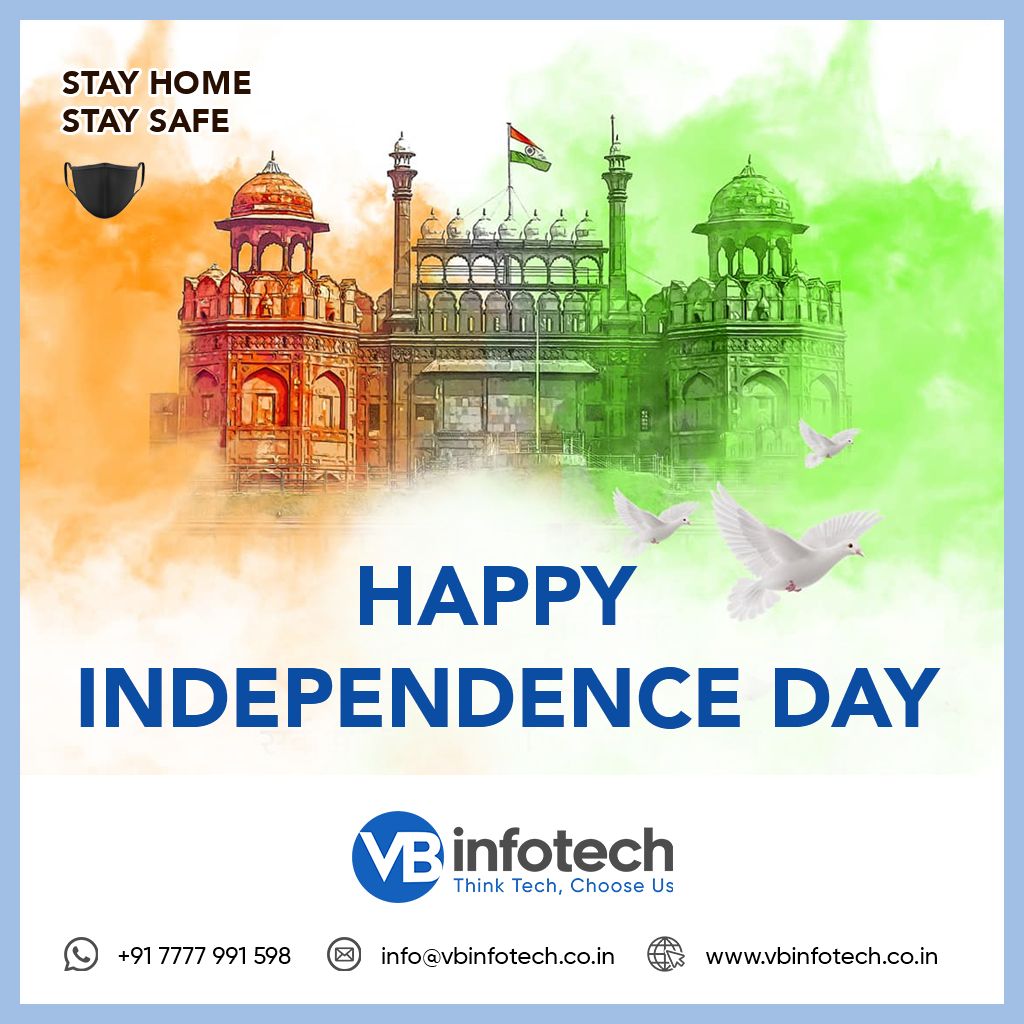 STAY HOME
STAY SAFE
HAPPY
INDEPENDENCE DAY
VB infotech
Think Tech, Choose Us
+91 7777 991 598 info@vbinfotech.co.in www.vbinfotech.co.in